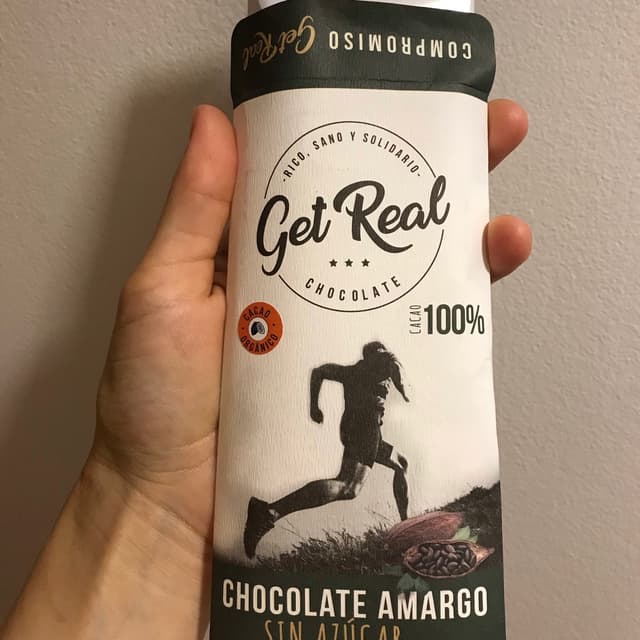 COMPROMISO Get Real
· RICO, SANO Y SOLIDARIO ·
Get Real
CHOCOLATE
CACAO 100%
CACAO
ORGÁNICO
CHOCOLATE AMARGO
SIN AZÚCAR